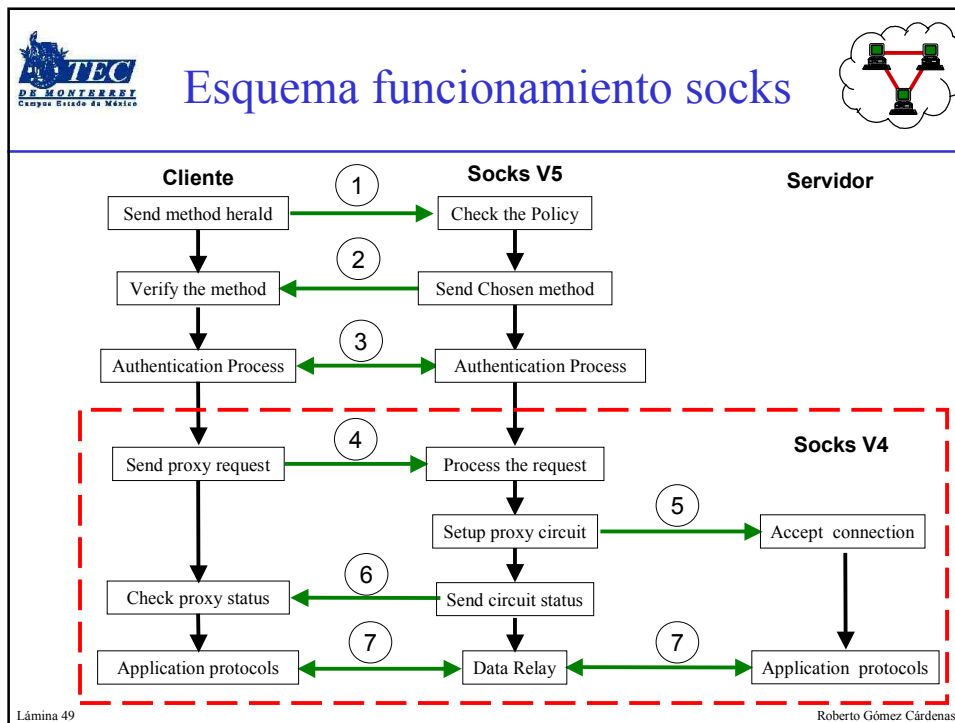 TEC
DE MONTERREY
Campus Estado de México
Esquema funcionamiento socks
Cliente
Socks V5
Servidor
1
Send method herald
Check the Policy
2
Verify the method
Send Chosen method
3
Authentication Process
Authentication Process
4
Socks V4
Send proxy request
Process the request
5
Setup proxy circuit
Accept connection
6
Check proxy status
Send circuit status
7
7
Application protocols
Data Relay
Application protocols
Lámina 49
Roberto Gómez Cárdenas